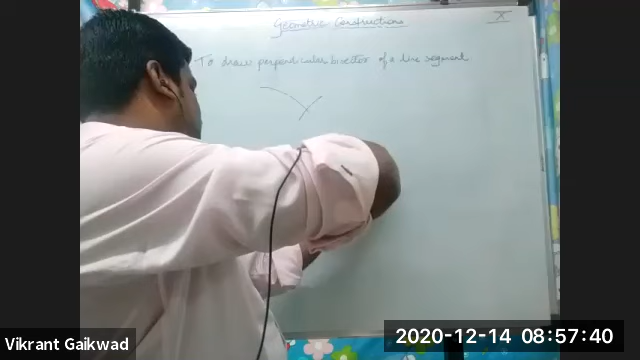 Geometric Constructions
X
To draw perpendicular bisector of a line segment.
Vikrant Gaikwad
2020-12-14 08:57:40